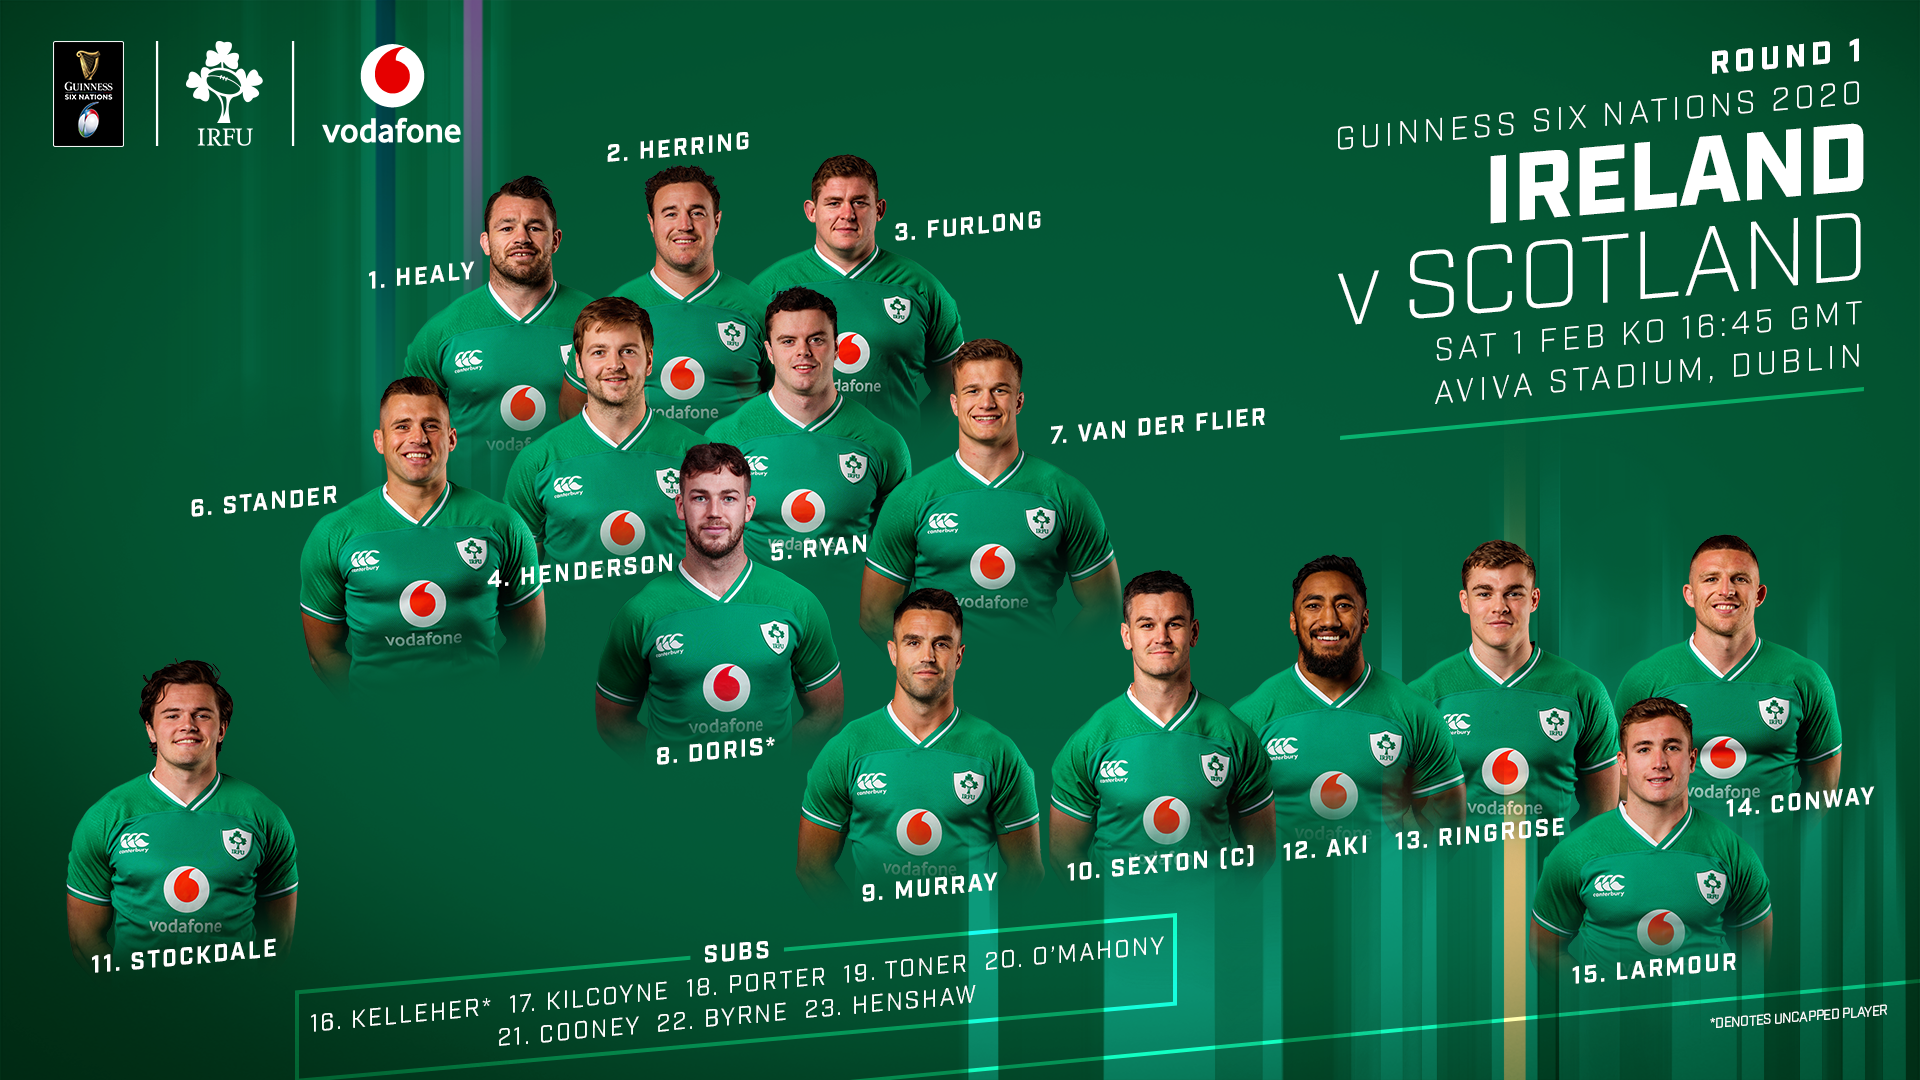 GUINNESS
SIX NATIONS
IRFU
vodafone
ROUND 1
GUINNESS SIX NATIONS 2020
IRELAND
V SCOTLAND
SAT 1 FEB KO 16:45 GMT
AVIVA STADIUM, DUBLIN
1. HEALY
2. HERRING
3. FURLONG
4. HENDERSON
5. RYAN
6. STANDER
7. VAN DER FLIER
8. DORIS*
9. MURRAY
10. SEXTON (C)
12. AKI
13. RINGROSE
14. CONWAY
11. STOCKDALE
15. LARMOUR
SUBS
16. KELLEHER* 17. KILCOYNE 18. PORTER 19. TONER 20. O'MAHONY
21. COONEY 22. BYRNE 23. HENSHAW
*DENOTES UNCAPPED PLAYER
canterbury
IRFU
vodafone